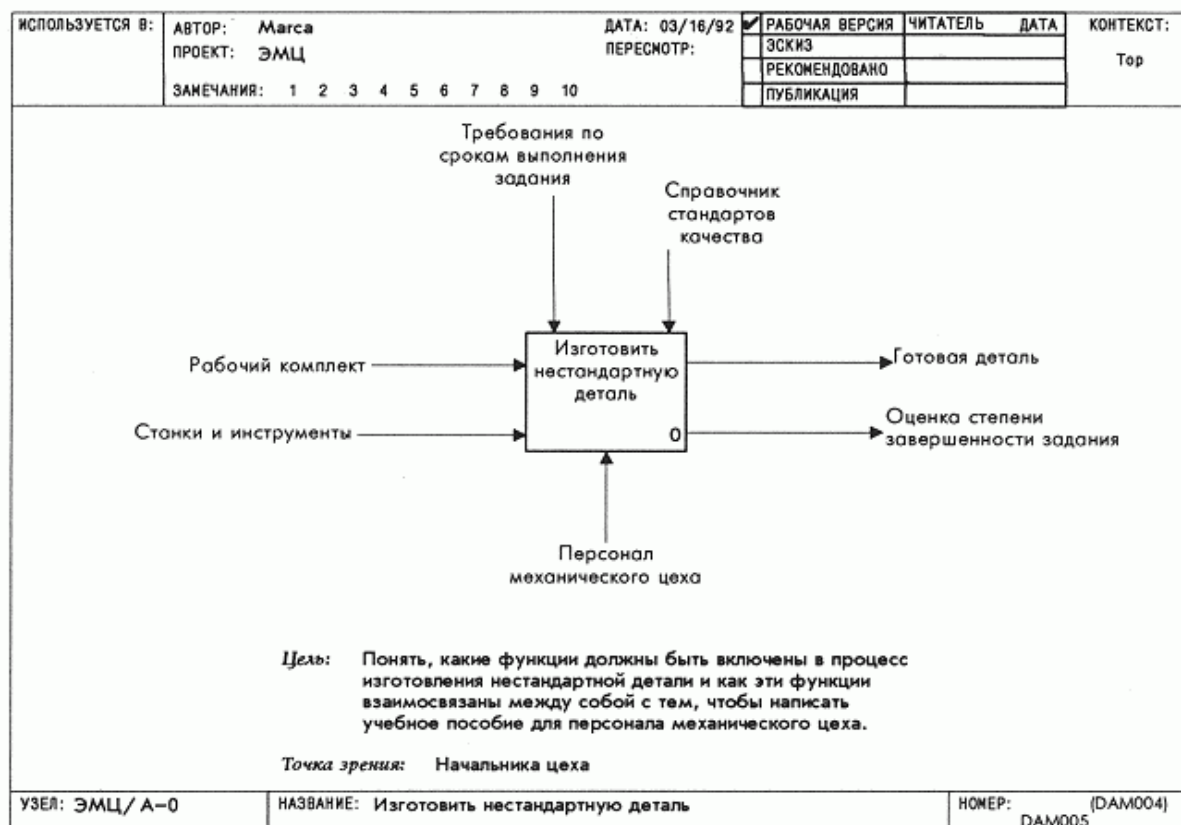 ИСПОЛЬЗУЕТСЯ В:
АВТОР: Marca
ДАТА: 03/16/92
ПРОЕКТ: ЭМЦ
ПЕРЕСМОТР:
ЗАМЕЧАНИЯ: 1 2 3 4 5 6 7 8 9 10
✔ РАБОЧАЯ ВЕРСИЯ
ЭСКИЗ
РЕКОМЕНДОВАНО
ПУБЛИКАЦИЯ
ЧИТАТЕЛЬ ДАТА
КОНТЕКСТ:
Top
Требования по
срокам выполнения
задания
Справочник
стандартов
качества
Рабочий комплект
Станки и инструменты
Изготовить
нестандартную
деталь
0
Готовая деталь
Оценка степени
завершенности задания
Персонал
механического цеха
Цель: Понять, какие функции должны быть включены в процесс
изготовления нестандартной детали и как эти функции
взаимосвязаны между собой с тем, чтобы написать
учебное пособие для персонала механического цеха.
Точка зрения: Начальника цеха
УЗЕЛ: ЭМЦ/ А-0
НАЗВАНИЕ: Изготовить нестандартную деталь
НОМЕР: (DAM004)
DAM005